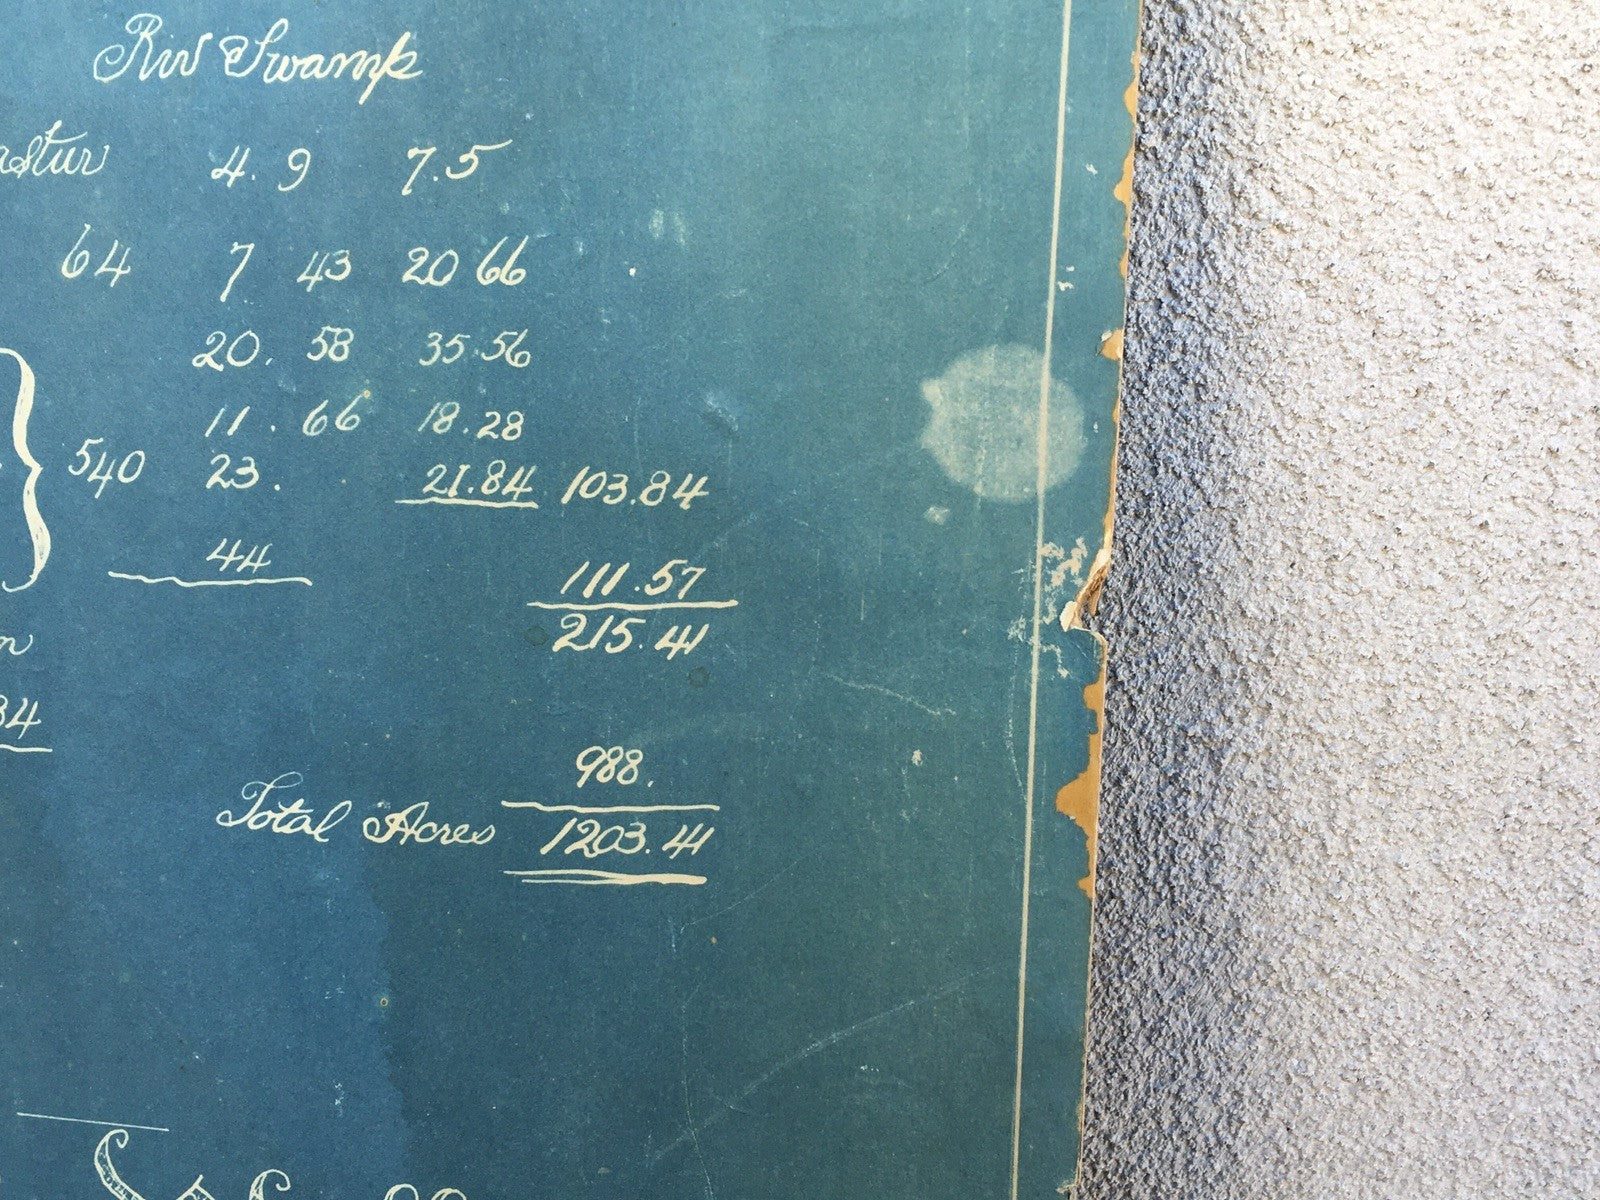 Riv Swamp
astur 4. 9 7.5
64 7 43 20 66
20. 58 35.56
11. 66 18.28
540 23. 21.84 103.84
44 111.57
215.41
34
988.
Total Acres 1203.41